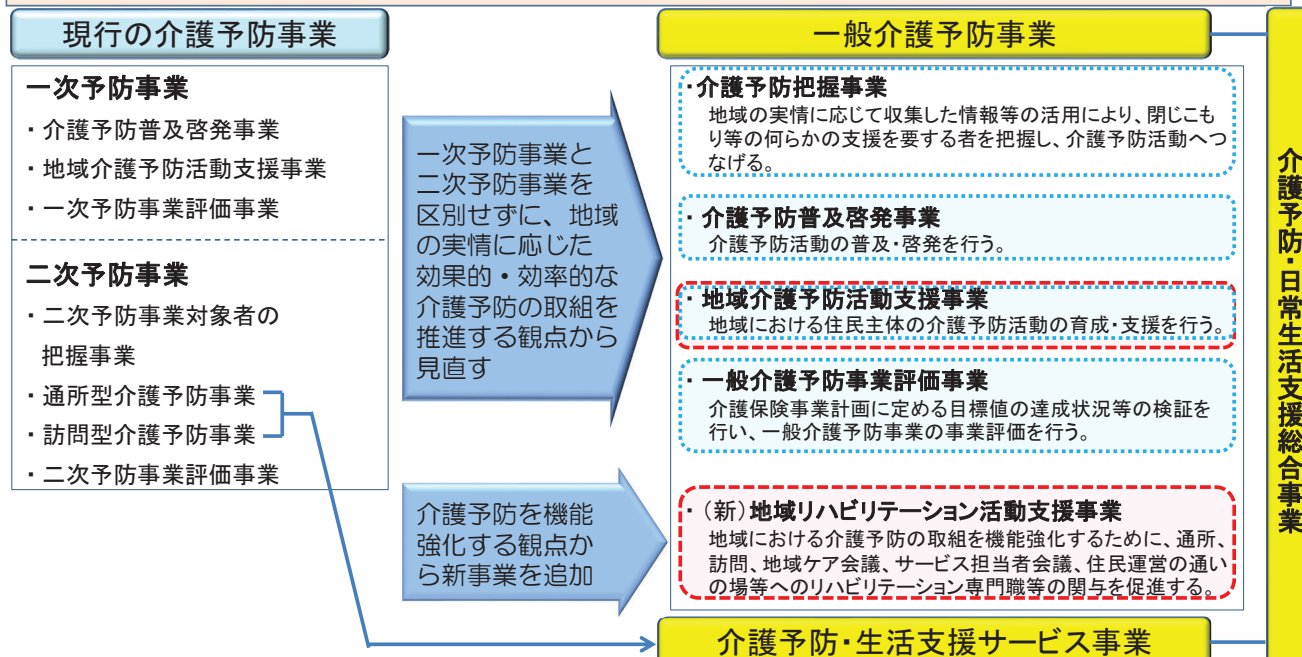 現行の介護予防事業
一次予防事業
・介護予防普及啓発事業
・地域介護予防活動支援事業
・一次予防事業評価事業
二次予防事業
・二次予防事業対象者の
把握事業
・通所型介護予防事業
・訪問型介護予防事業
・二次予防事業評価事業
一次予防事業と
二次予防事業を
区別せずに、地域
の実情に応じた
効果的・効率的な
介護予防の取組を
推進する観点から
見直す
介護予防を機能
強化する観点か
ら新事業を追加
一般介護予防事業
・介護予防把握事業
地域の実情に応じて収集した情報等の活用により、閉じこも
り等の何らかの支援を要する者を把握し、介護予防活動へつ
なげる。
・介護予防普及啓発事業
介護予防活動の普及・啓発を行う。
・地域介護予防活動支援事業
地域における住民主体の介護予防活動の育成・支援を行う。
・一般介護予防事業評価事業
介護保険事業計画に定める目標値の達成状況等の検証を
行い、一般介護予防事業の事業評価を行う。
・（新）地域リハビリテーション活動支援事業
地域における介護予防の取組を機能強化するために、通所、
訪問、地域ケア会議、サービス担当者会議、住民運営の通い
の場等へのリハビリテーション専門職等の関与を促進する。
介護予防・生活支援サービス事業
介護予防・日常生活支援総合事業